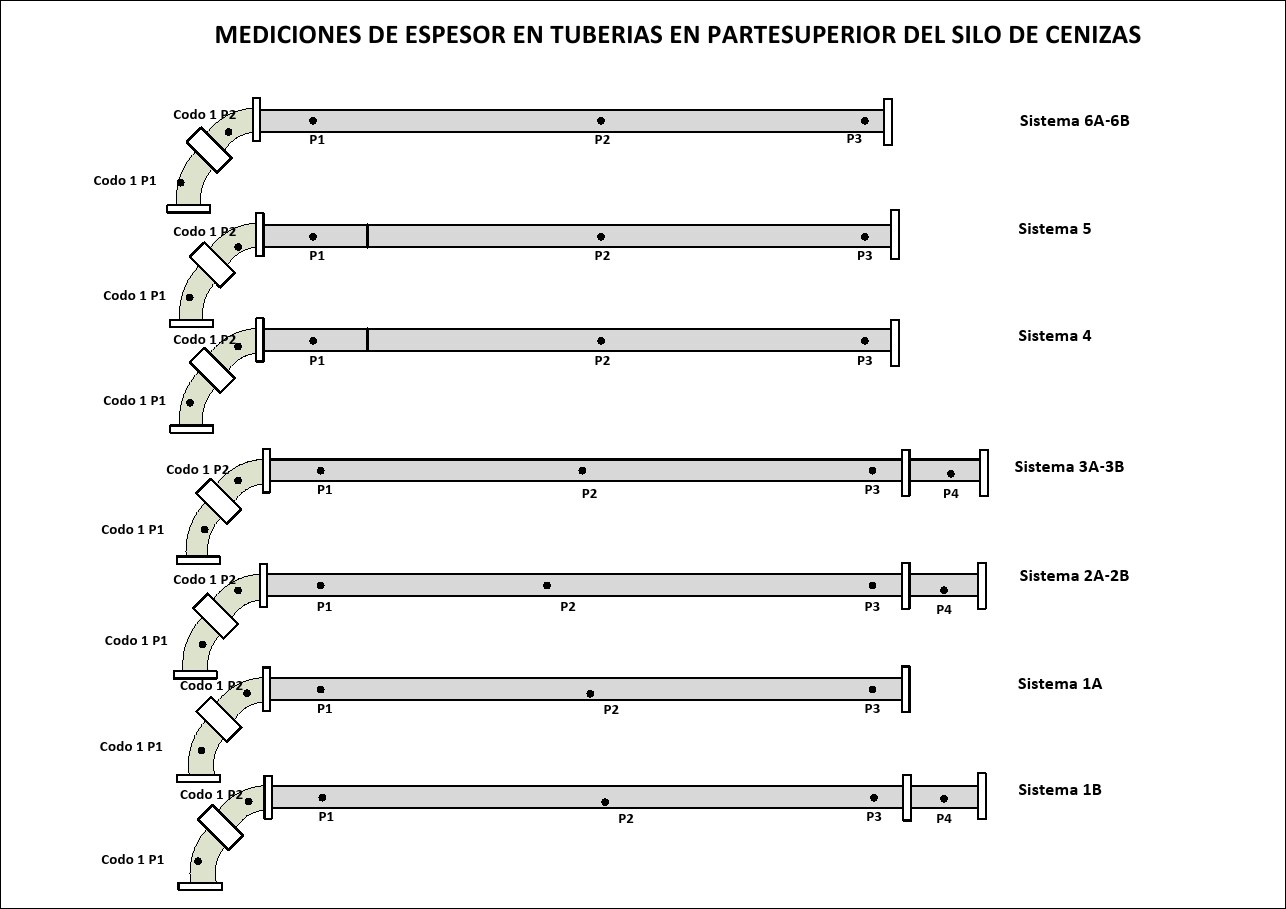 MEDICIONES DE ESPESOR EN TUBERIAS EN PARTESUPERIOR DEL SILO DE CENIZAS
Codo 1 P2
Sistema 6A-6B
P1 P2 P3
Codo 1 P1
Codo 1 P2
Sistema 5
P1 P2 P3
Codo 1 P1
Codo 1 P2
Sistema 4
P1 P2 P3
Codo 1 P1
Codo 1 P2
Sistema 3A-3B
P1 P2 P3 P4
Codo 1 P1
Codo 1 P2
Sistema 2A-2B
P1 P2 P3 P4
Codo 1 P1
Codo 1 P2
Sistema 1A
P1 P2 P3
Codo 1 P1
Codo 1 P2
Sistema 1B
P1 P2 P3 P4
Codo 1 P1